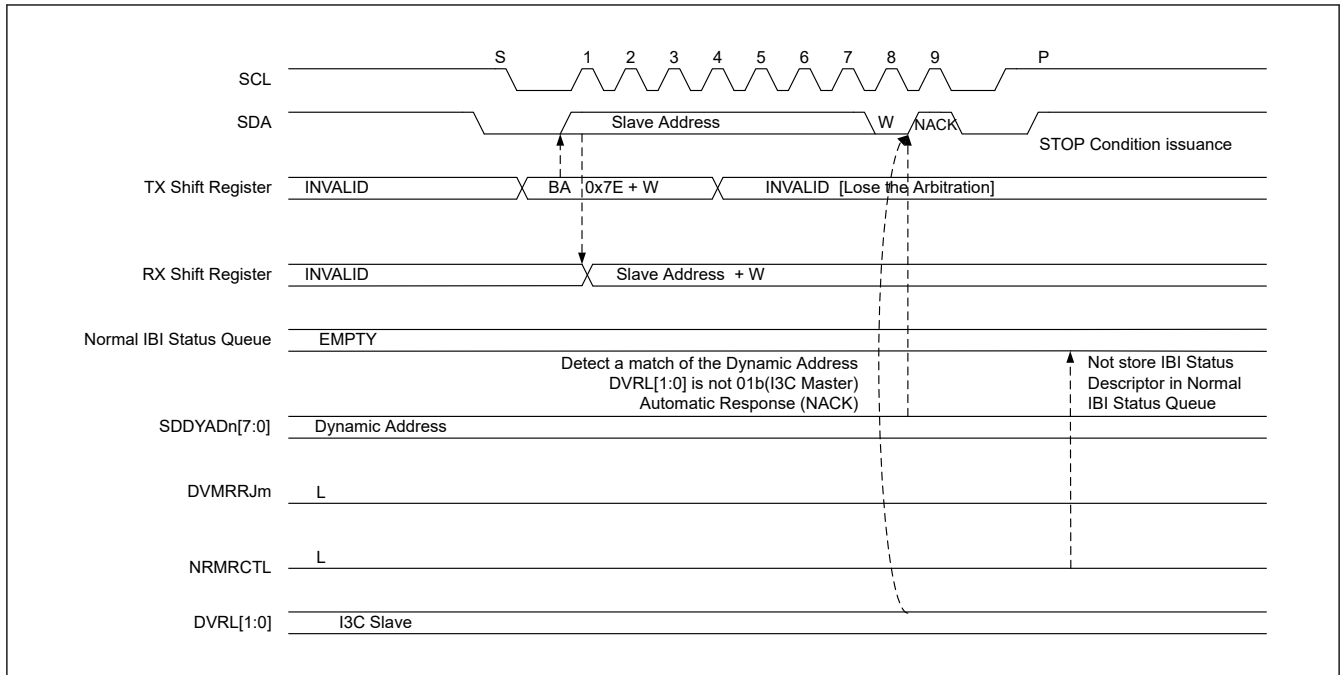 S 1 2 3 4 5 6 7 8 9 P
SCL
SDA Slave Address W NACK
STOP Condition issuance
TX Shift Register INVALID BA 0x7E + W INVALID [Lose the Arbitration]
RX Shift Register INVALID Slave Address + W
Normal IBI Status Queue EMPTY
Detect a match of the Dynamic Address
DVRL[1:0] is not 01b(I3C Master)
Automatic Response (NACK)
Not store IBI Status
Descriptor in Normal
IBI Status Queue
SDDYADn[7:0] Dynamic Address
DVMRRJm L
NRMRCTL L
DVRL[1:0] I3C Slave